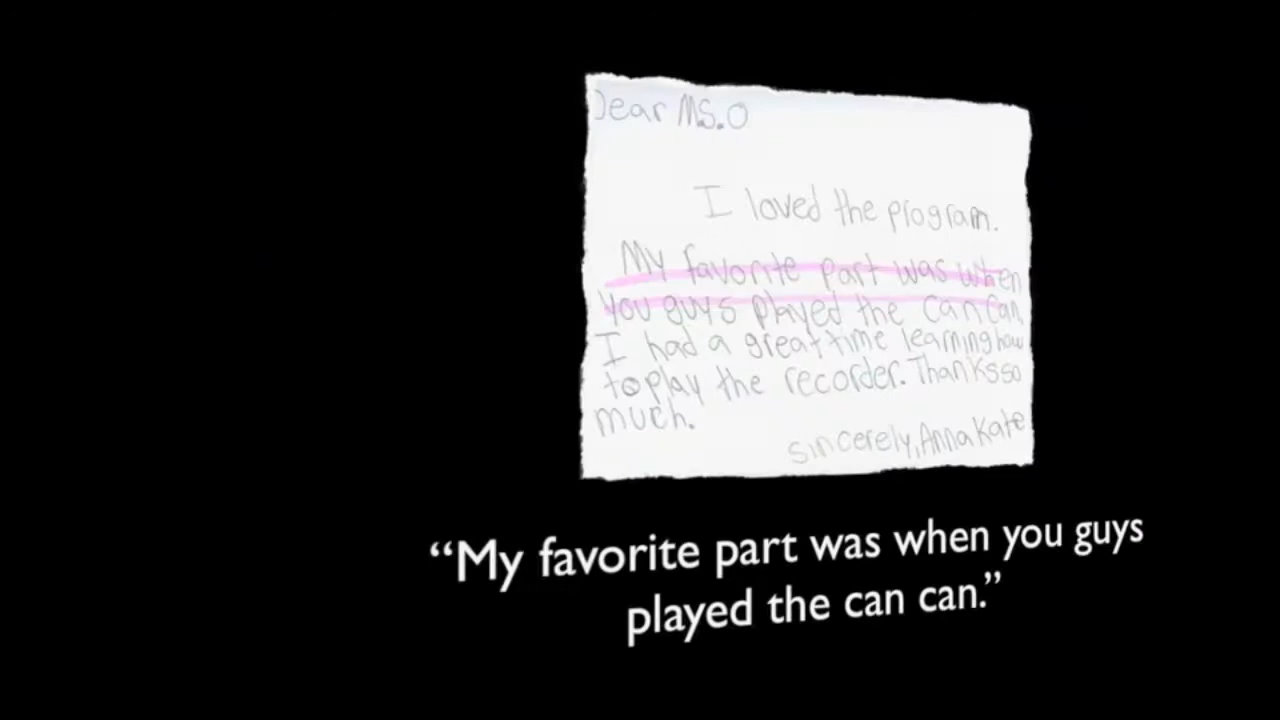 Dear Ms. O
I loved the program.
My favorite part was when
you guys played the can can,
I had a great time learning how
to play the recorder. Thanks so
much.
sincerely, Anna Kate
“My favorite part was when you guys
played the can can.”